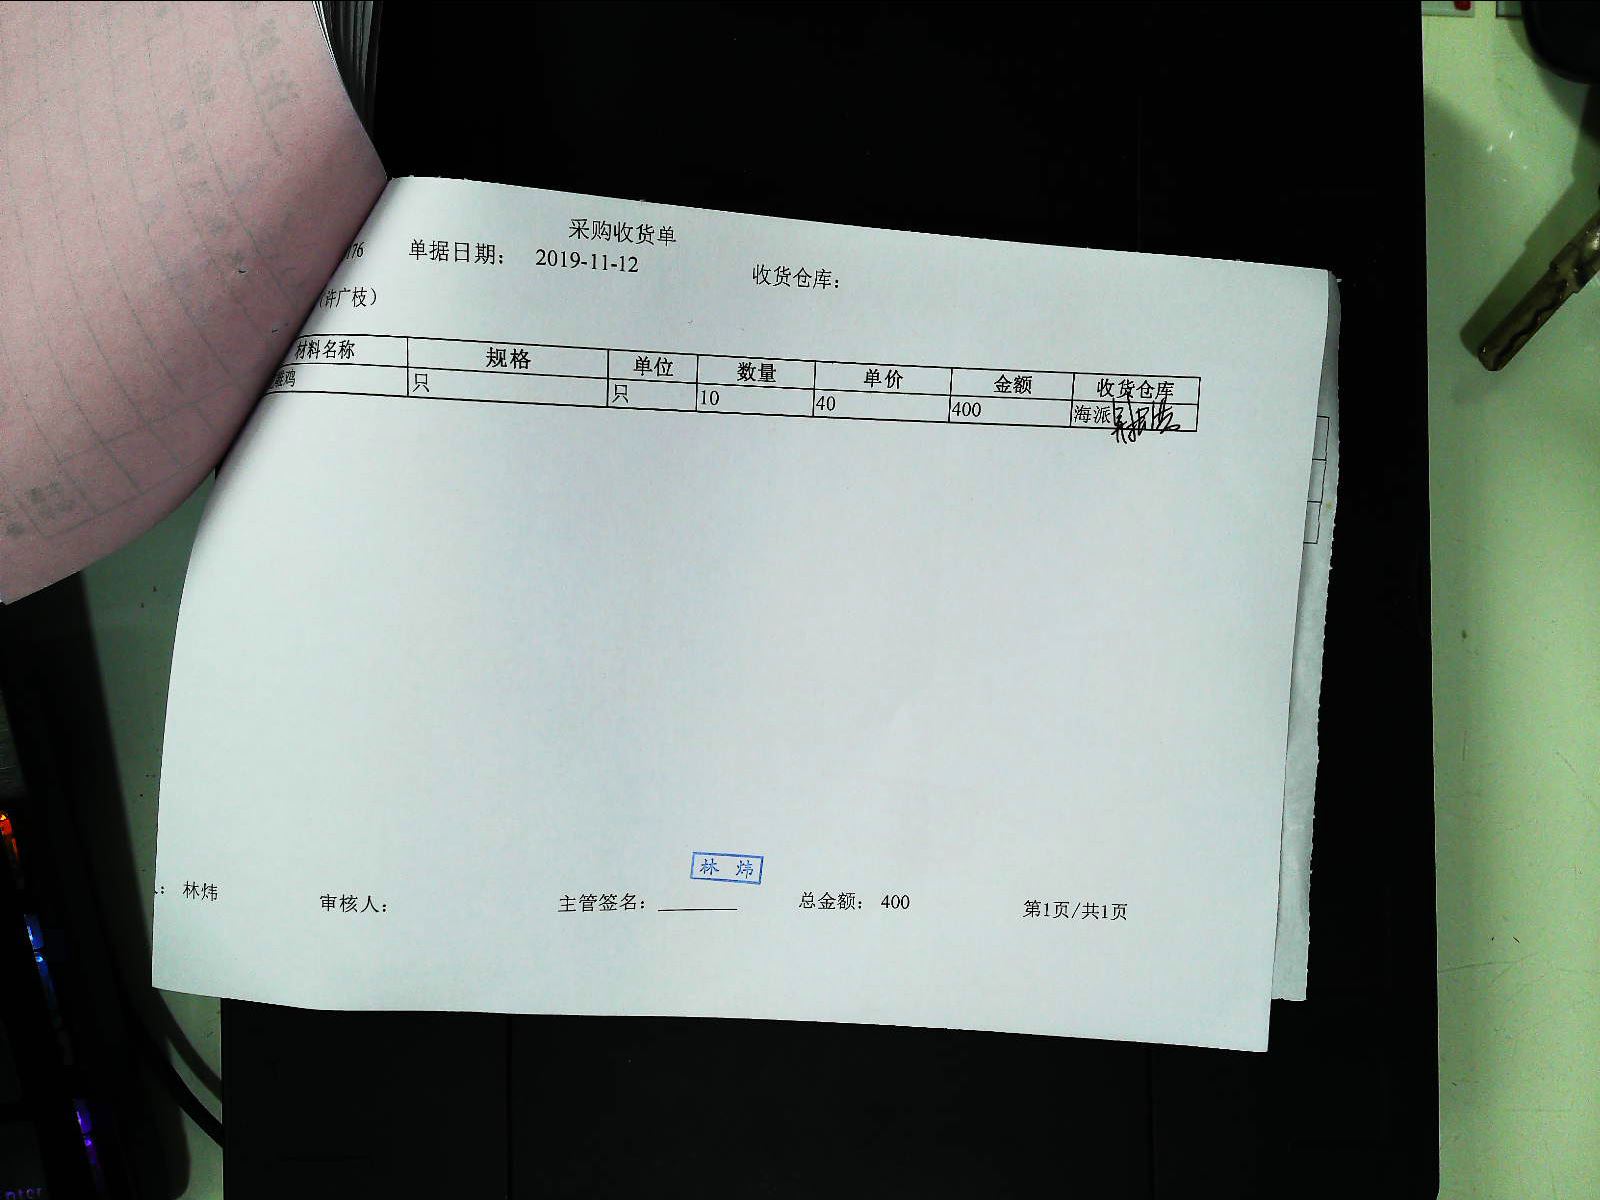 采购收货单
176 单据日期: 2019-11-12 收货仓库:
(许广枝)
材料名称 规格 单位 数量 单价 金额 收货仓库
鸡 只 只 10 40 400 海派
林 炜
: 林炜 审核人: 主管签名: 总金额: 400 第1页/共1页